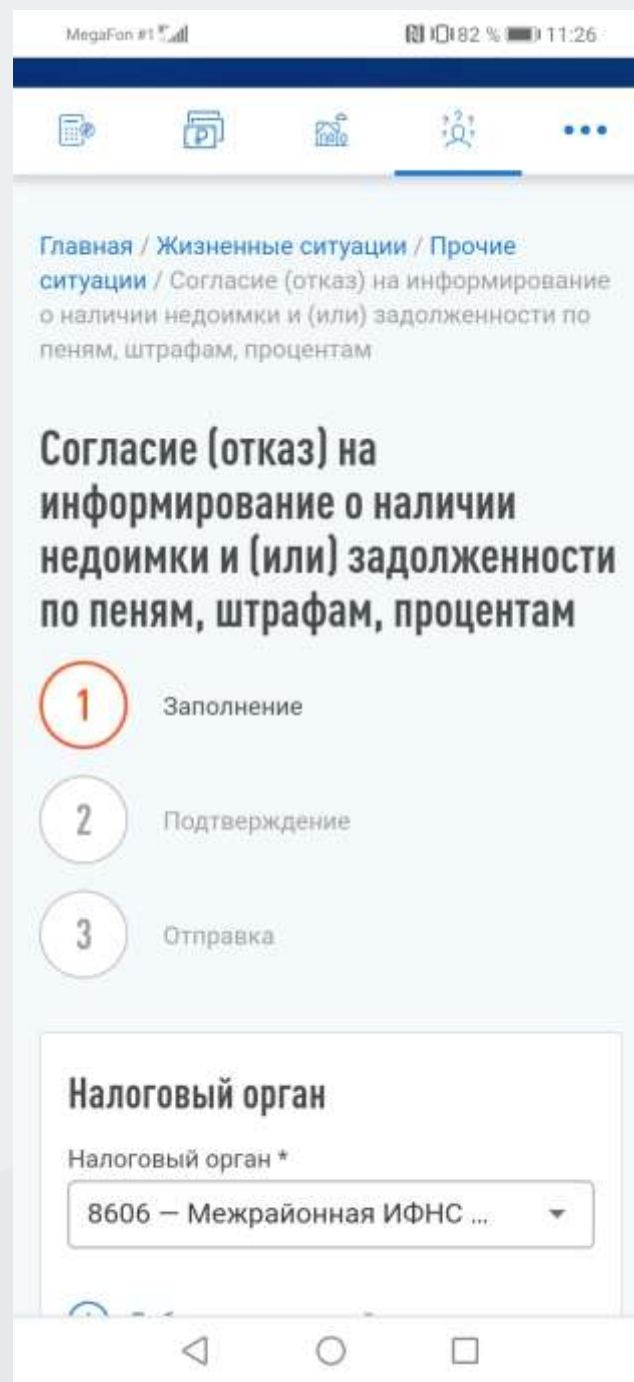 MegaFon #1 82 % 11:26
Главная / Жизненные ситуации / Прочие
ситуации / Согласие (отказ) на информирование
о наличии недоимки и (или) задолженности по
пеням, штрафам, процентам
Согласие (отказ) на
информирование о наличии
недоимки и (или) задолженности
по пеням, штрафам, процентам
1 Заполнение
2 Подтверждение
3 Отправка
Налоговый орган
Налоговый орган *
8606 — Межрайонная ИФНС ...